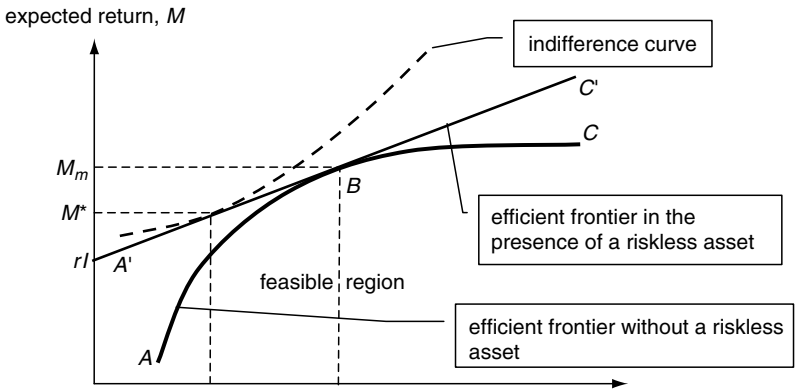 expected return, M
indifference curve
C'
C
Mm
B
M*
efficient frontier in the
presence of a riskless asset
rI
A'
feasible region
efficient frontier without a riskless
asset
A